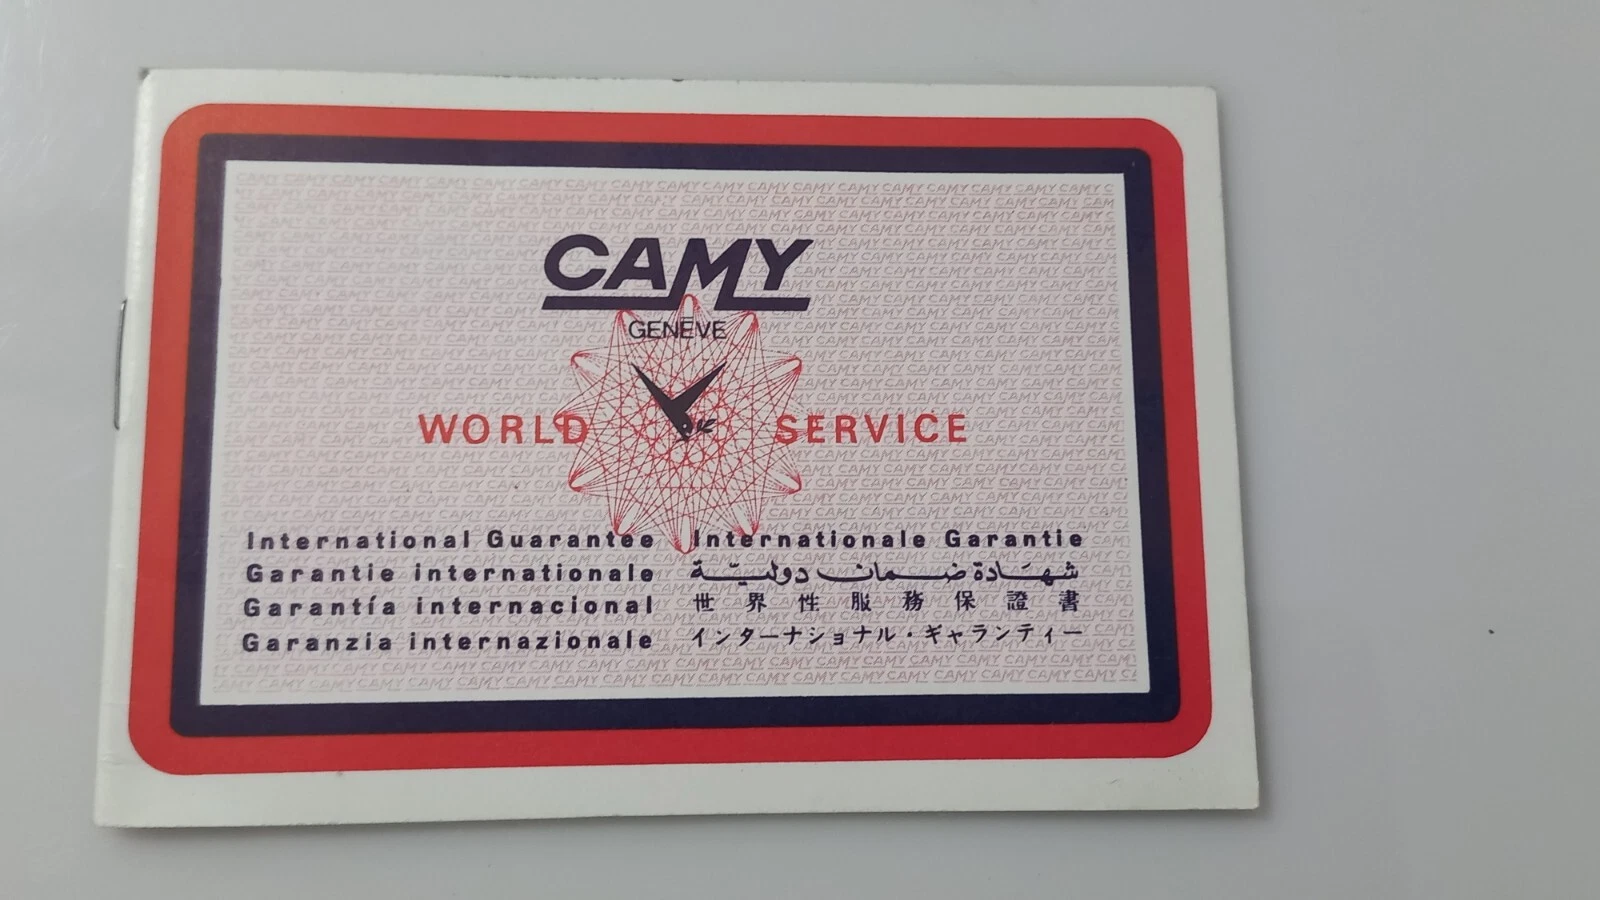 CAMY
GENÈVE
WORLD SERVICE
International Guarantee
Garantie internationale
Garantía internacional
Garanzia internazionale
Internationale Garantie
شهادة ضمان دوليّة
世界性服務保證書
インターナショナル・ギャランティー